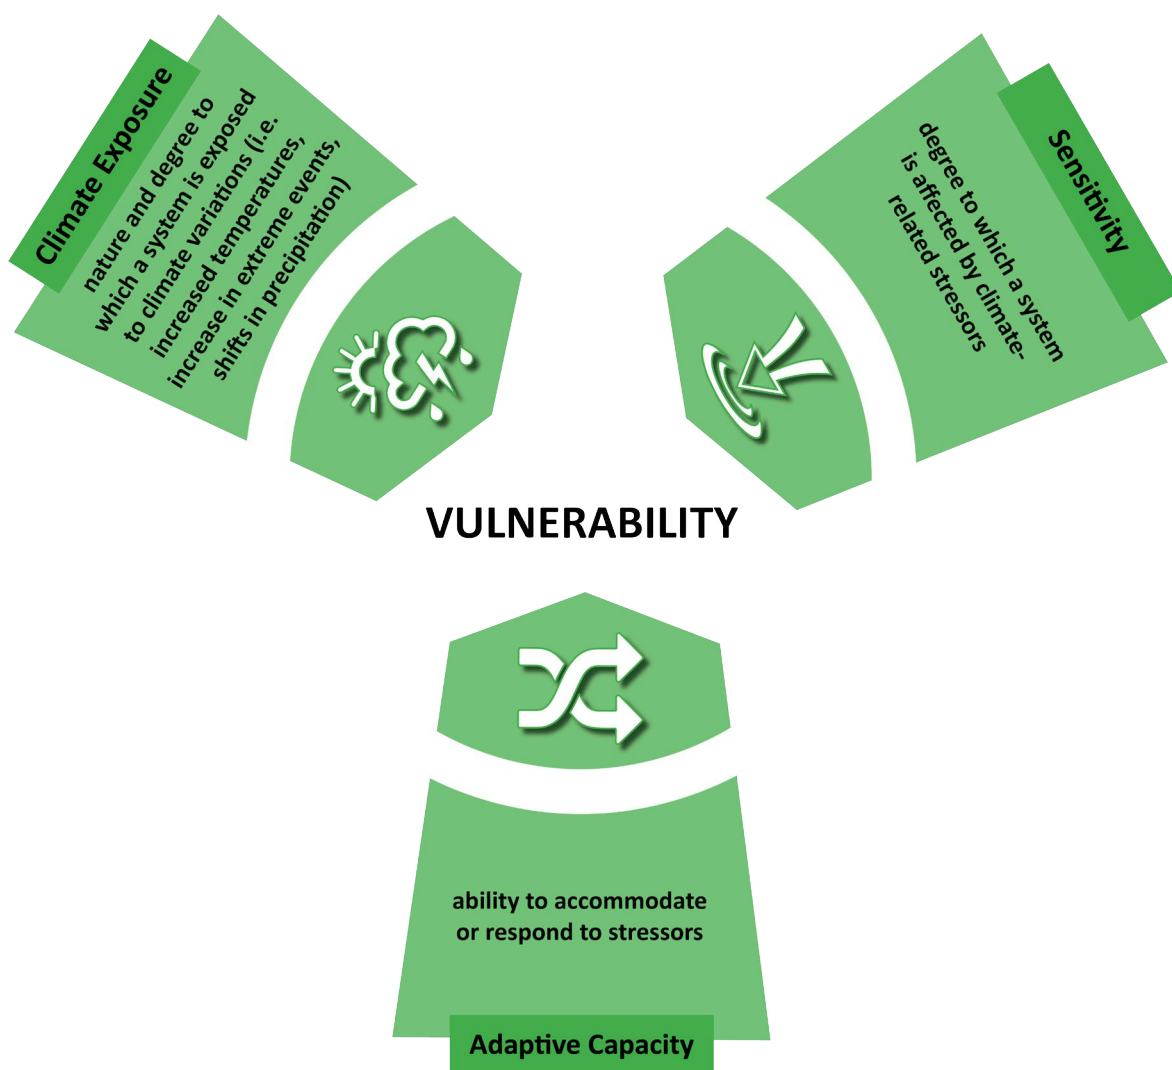 Climate Exposure
nature and degree to
which a system is exposed
to climate variations (i.e.
increased temperatures,
increase in extreme events,
shifts in precipitation)
Sensitivity
degree to which a system
is affected by climate-
related stressors
VULNERABILITY
ability to accommodate
or respond to stressors
Adaptive Capacity